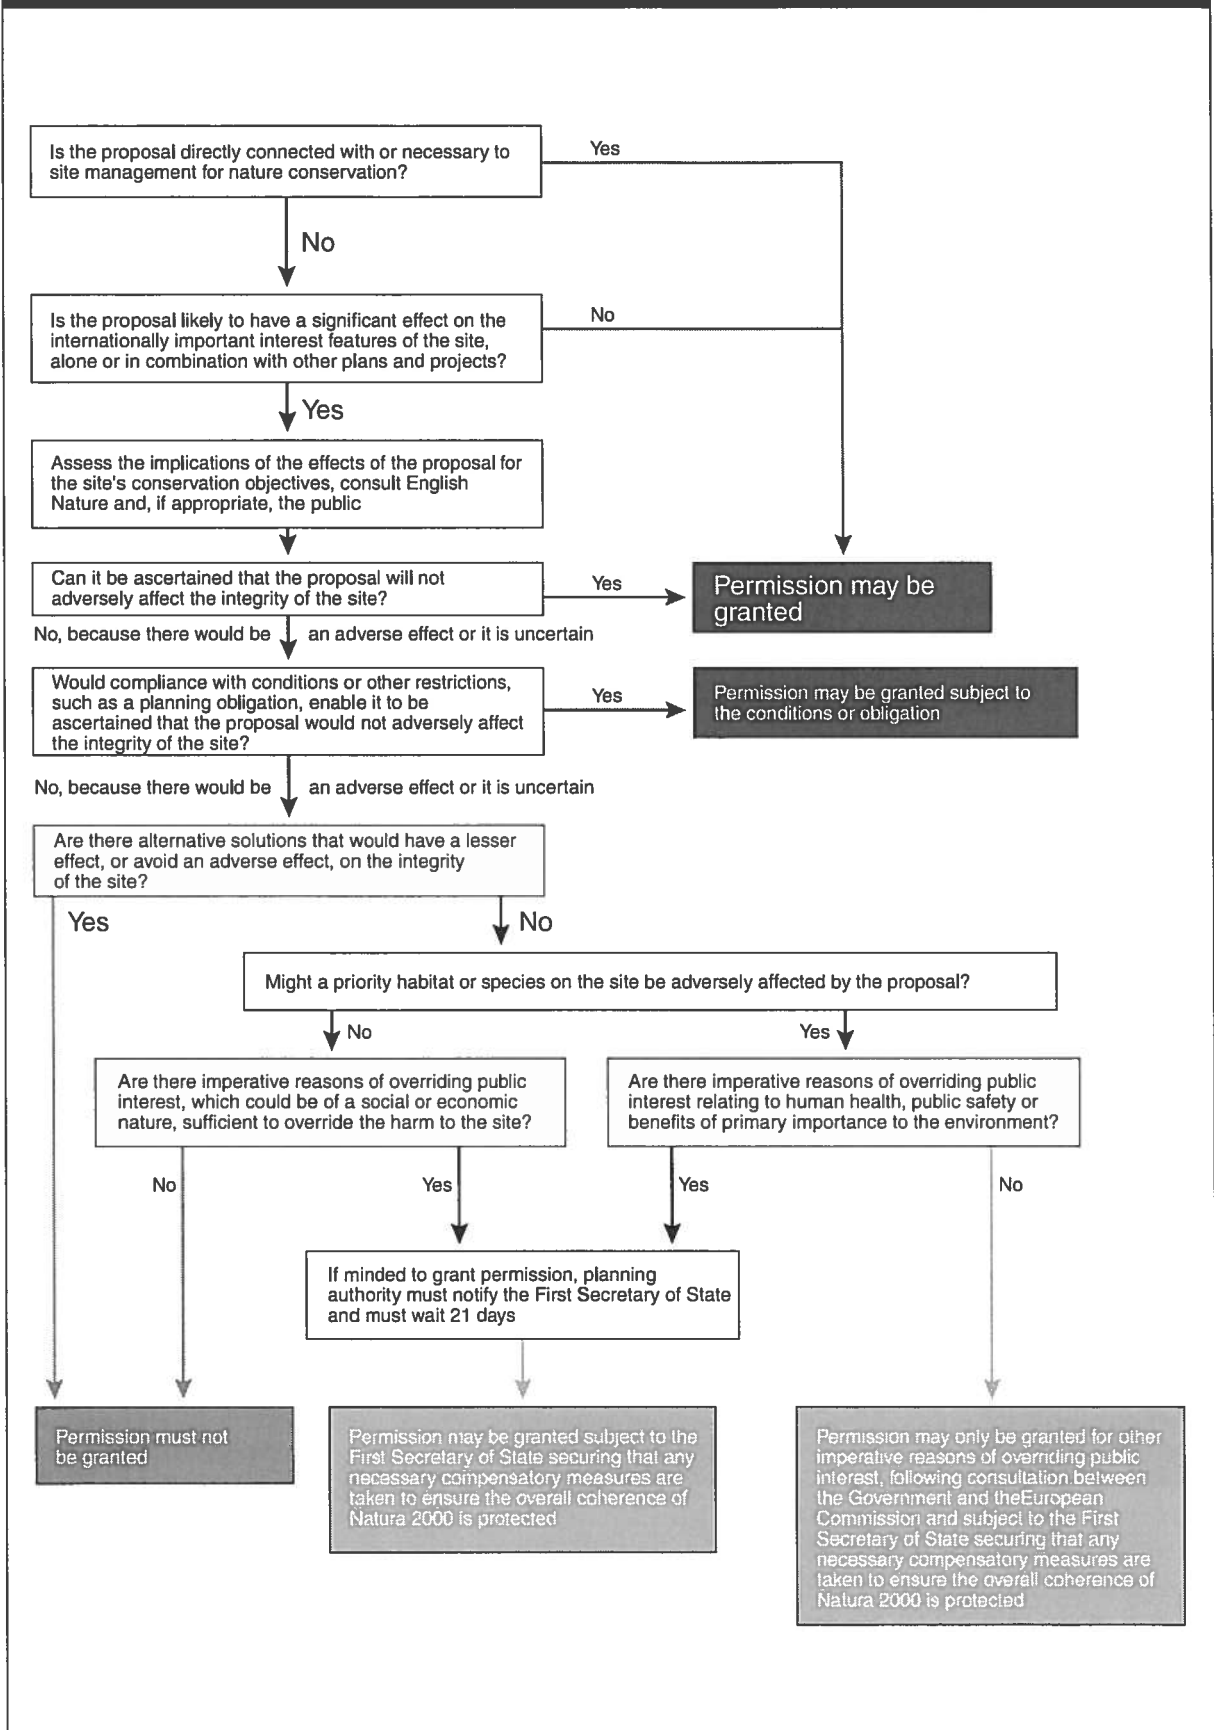 Is the proposal directly connected with or necessary to
site management for nature conservation?
Yes
No
Is the proposal likely to have a significant effect on the
internationally important interest features of the site,
alone or in combination with other plans and projects?
No
Yes
Assess the implications of the effects of the proposal for
the site's conservation objectives, consult English
Nature and, if appropriate, the public
Can it be ascertained that the proposal will not
adversely affect the integrity of the site?
Yes
Permission may be
granted
No, because there would be an adverse effect or it is uncertain
Would compliance with conditions or other restrictions,
such as a planning obligation, enable it to be
ascertained that the proposal would not adversely affect
the integrity of the site?
Yes
Permission may be granted subject to
the conditions or obligation
No, because there would be an adverse effect or it is uncertain
Are there alternative solutions that would have a lesser
effect, or avoid an adverse effect, on the integrity
of the site?
Yes
No
Might a priority habitat or species on the site be adversely affected by the proposal?
No
Yes
Are there imperative reasons of overriding public
interest, which could be of a social or economic
nature, sufficient to override the harm to the site?
Are there imperative reasons of overriding public
interest relating to human health, public safety or
benefits of primary importance to the environment?
No
Yes
Yes
No
If minded to grant permission, planning
authority must notify the First Secretary of State
and must wait 21 days
Permission must not
be granted
Permission may be granted subject to the
First Secretary of State securing that any
necessary compensatory measures are
taken to ensure the overall coherence of
Natura 2000 is protected
Permission may only be granted for other
imperative reasons of overriding public
interest, following consultation between
the Government and theEuropean
Commission and subject to the First
Secretary of State securing that any
necessary compensatory measures are
taken to ensure the overall coherence of
Natura 2000 is protected